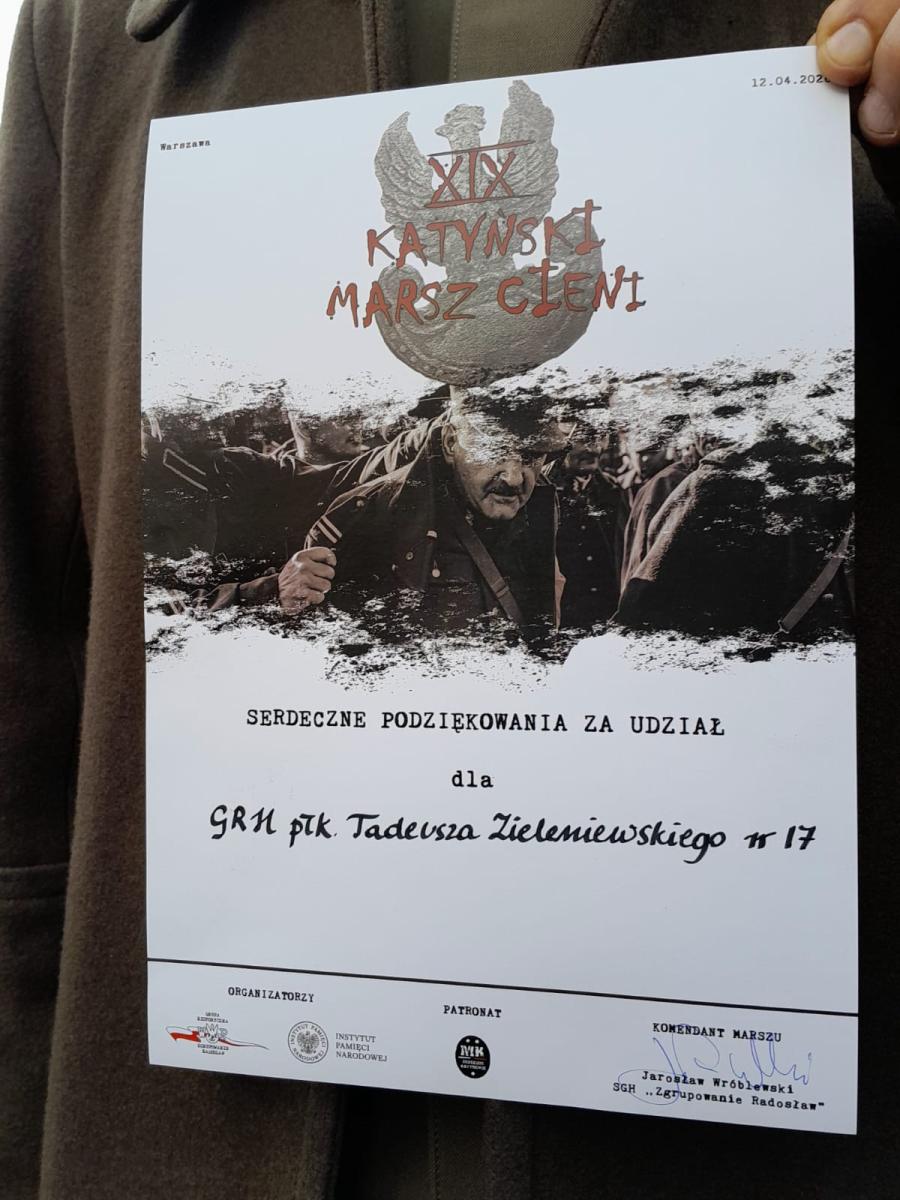 12.04.202
Warszawa
XIX
KATYŃSKI
MARSZ CIENI
SERDECZNE PODZIĘKOWANIA ZA UDZIAŁ
dla
GRH płk. Tadeusza Zieleniewskiego nr 17
ORGANIZATORZY
PATRONAT
KOMENDANT MARSZU
INSTYTUT
PAMIĘCI
NARODOWEJ
MK
Jarosław Wróblewski
SGH „Zgrupowanie Radosław"